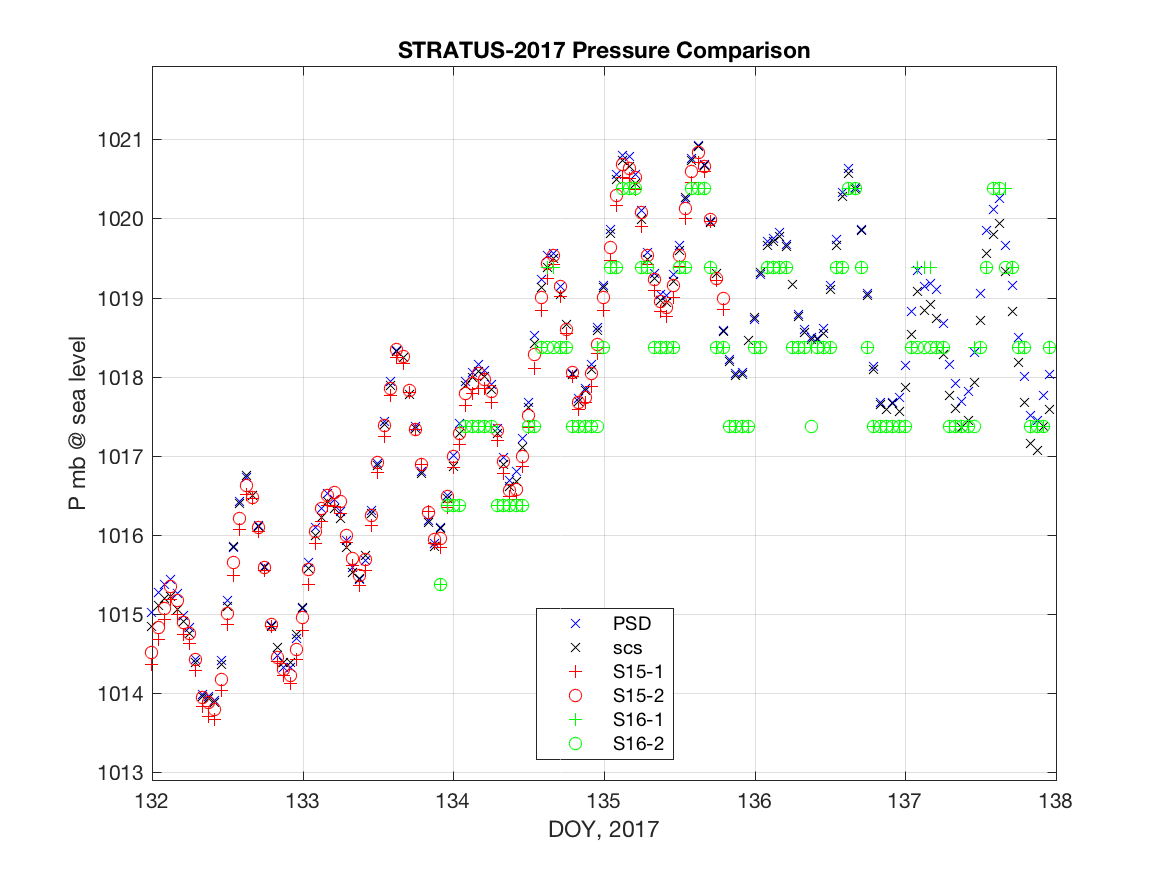 STRATUS-2017 Pressure Comparison
P mb @ sea level
1021
1020
1019
1018
1017
1016
1015
1014
1013
PSD
scs
S15-1
S15-2
S16-1
S16-2
132
133
134
135
136
137
138
DOY, 2017